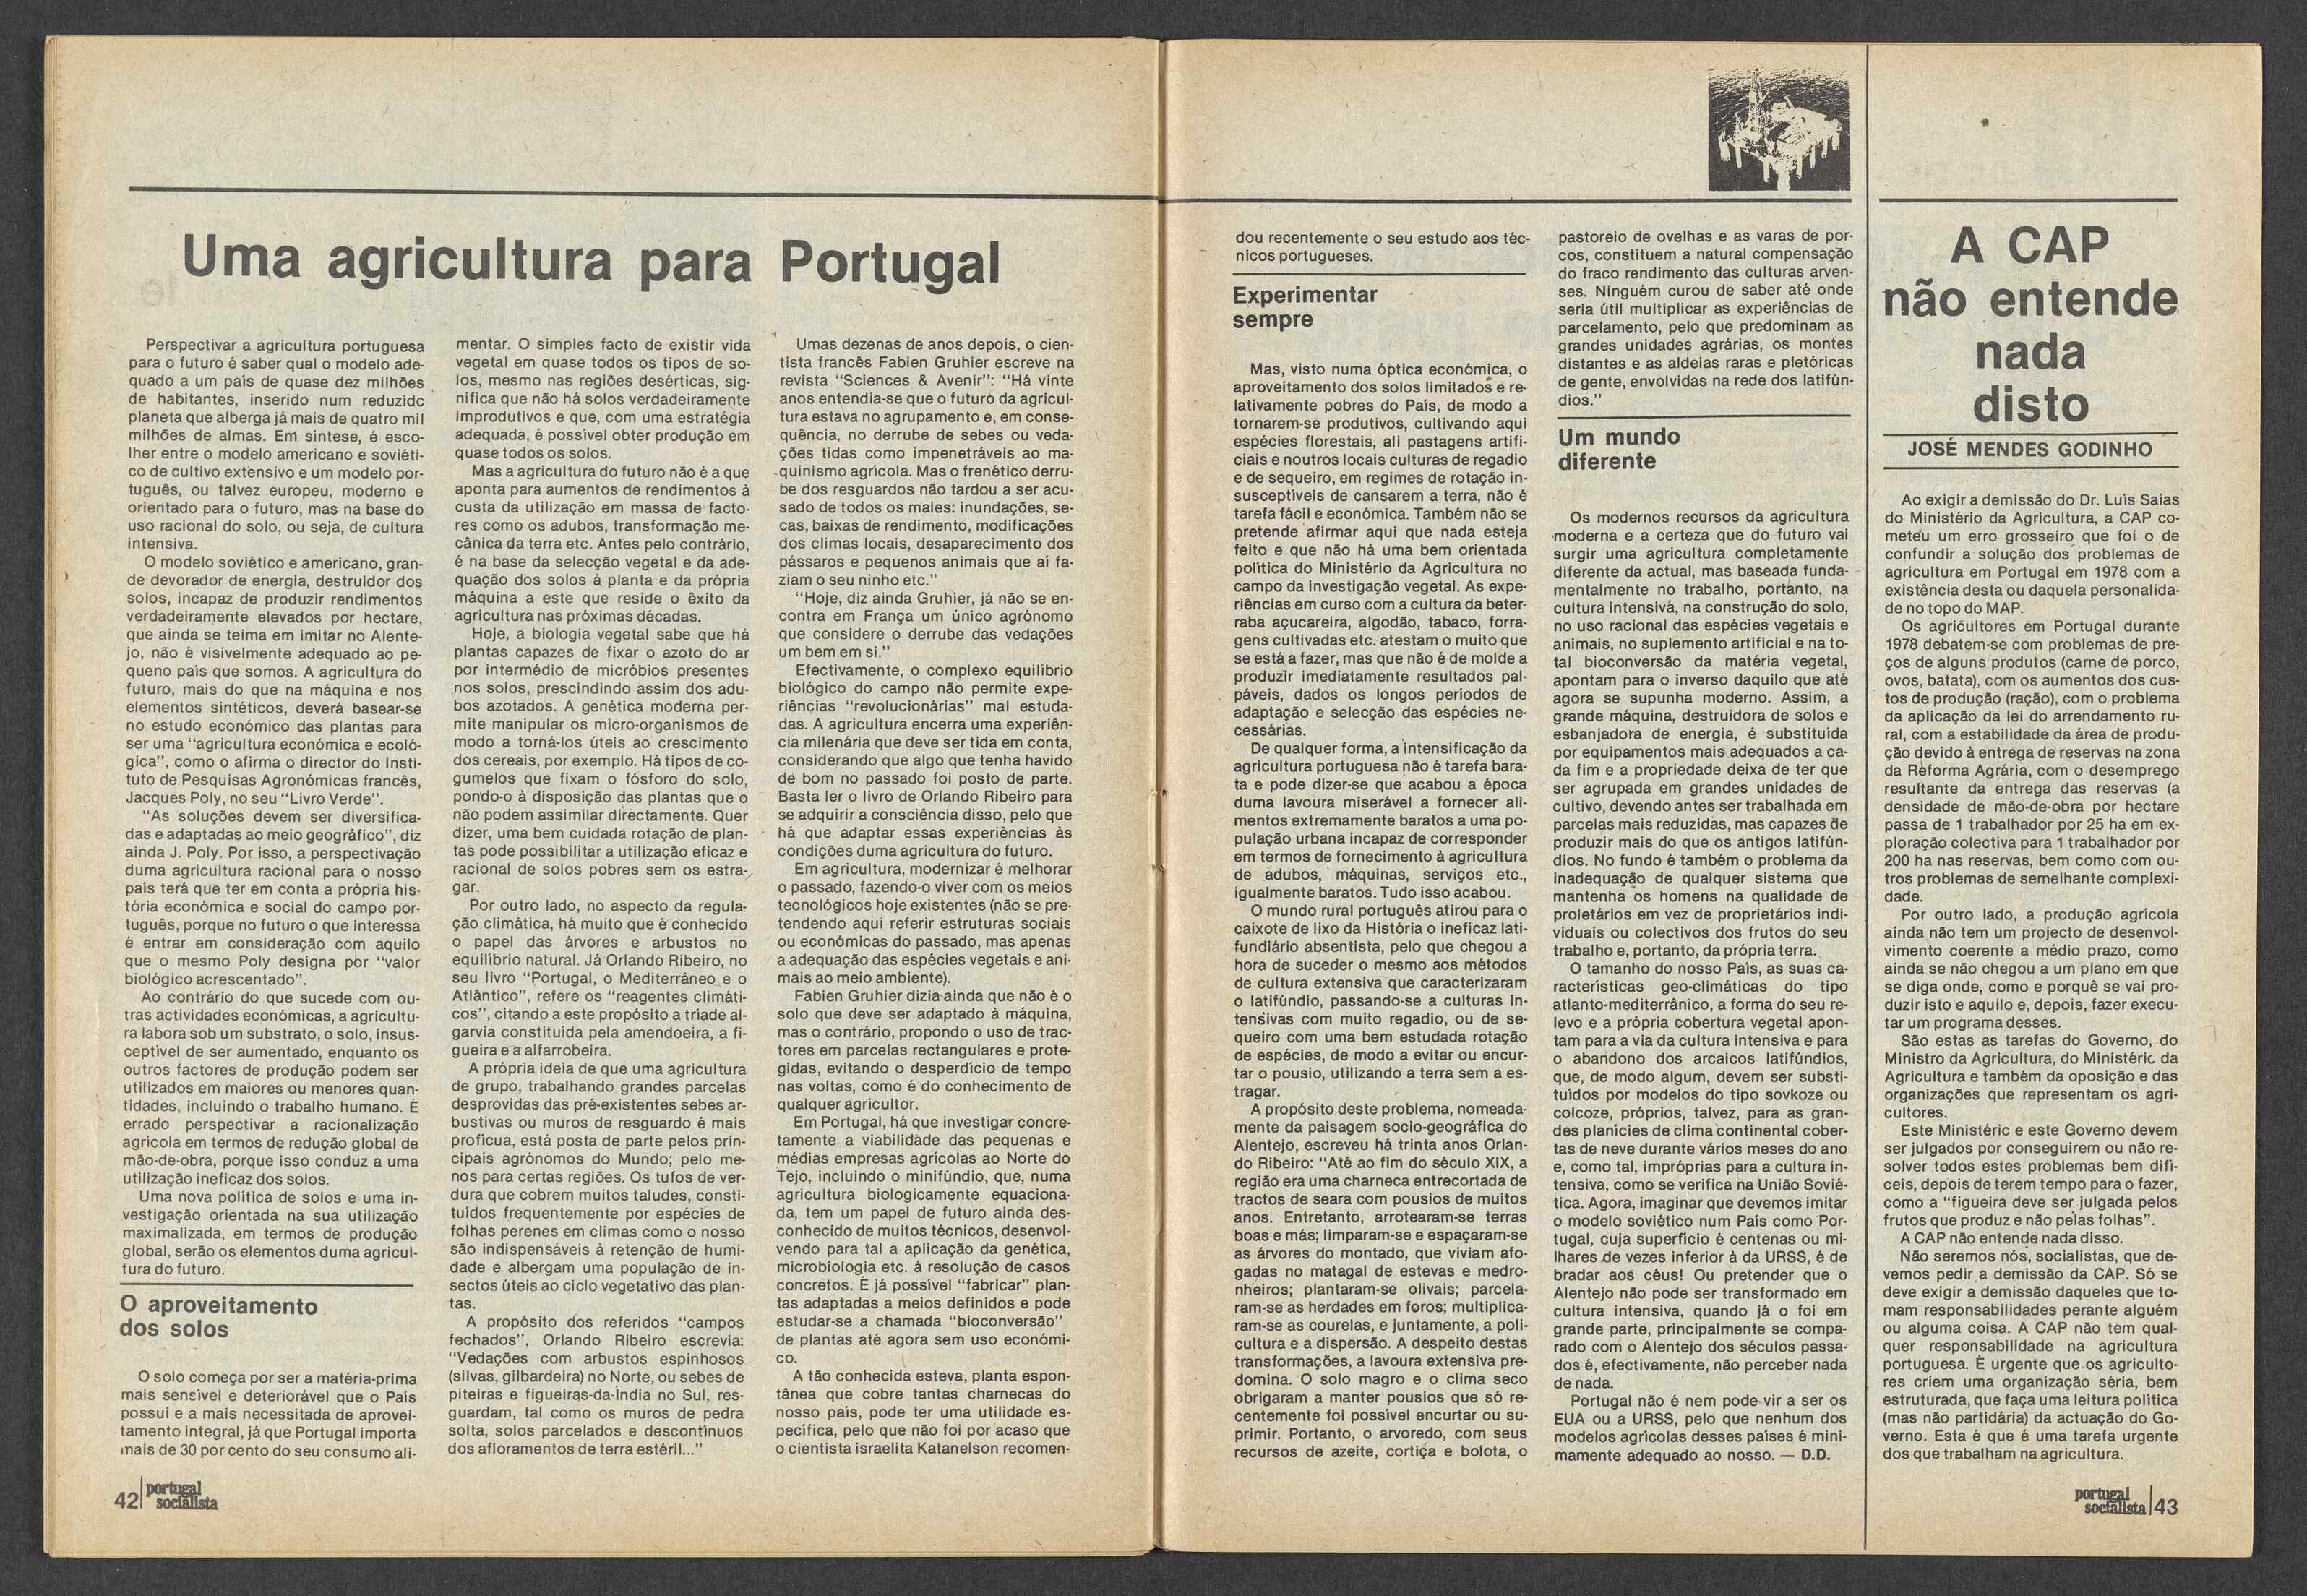 Uma agricultura para Portugal
Perspectivar a agricultura portuguesa
para o futuro é saber qual o modelo ade-
quado a um país de quase dez milhões
de habitantes, inserido num reduzido
planeta que alberga já mais de quatro mil
milhões de almas. Em síntese, é esco-
lher entre o modelo americano e soviéti-
co de cultivo extensivo e um modelo por-
tuguês, ou talvez europeu, moderno e
orientado para o futuro, mas na base do
uso racional do solo, ou seja, de cultura
intensiva.
O modelo soviético e americano, gran-
de devorador de energia, destruidor dos
solos, incapaz de produzir rendimentos
verdadeiramente elevados por hectare,
que ainda se teima em imitar no Alente-
jo, não é visivelmente adequado ao pe-
queno país que somos. A agricultura do
futuro, mais do que na máquina e nos
elementos sintéticos, deverá basear-se
no estudo económico das plantas para
ser uma "agricultura económica e ecoló-
gica", como o afirma o director do Insti-
tuto de Pesquisas Agronómicas francês,
Jacques Poly, no seu "Livro Verde".
"As soluções devem ser diversifica-
das e adaptadas ao meio geográfico", diz
ainda J. Poly. Por isso, a perspectivação
duma agricultura racional para o nosso
país terá que ter em conta a própria his-
tória económica e social do campo por-
tuguês, porque no futuro o que interessa
é entrar em consideração com aquilo
que o mesmo Poly designa por "valor
biológico acrescentado".
Ao contrário do que sucede com ou-
tras actividades económicas, a agricultu-
ra labora sob um substrato, o solo, insus-
ceptível de ser aumentado, enquanto os
outros factores de produção podem ser
utilizados em maiores ou menores quan-
tidades, incluindo o trabalho humano. É
errado perspectivar a racionalização
agrícola em termos de redução global de
mão-de-obra, porque isso conduz a uma
utilização ineficaz dos solos.
Uma nova política de solos e uma in-
vestigação orientada na sua utilização
maximalizada, em termos de produção
global, serão os elementos duma agricul-
tura do futuro.
O aproveitamento
dos solos
O solo começa por ser a matéria-prima
mais sensível e deteriorável que o País
possui e a mais necessitada de aprovei-
tamento integral, já que Portugal importa
mais de 30 por cento do seu consumo ali-
mentar. O simples facto de existir vida
vegetal em quase todos os tipos de so-
los, mesmo nas regiões desérticas, sig-
nifica que não há solos verdadeiramente
improdutivos e que, com uma estratégia
adequada, é possível obter produção em
quase todos os solos.
Mas a agricultura do futuro não é a que
aponta para aumentos de rendimentos à
custa da utilização em massa de facto-
res como os adubos, transformação me-
cânica da terra etc. Antes pelo contrário,
é na base da selecção vegetal e da ade-
quação dos solos à planta e da própria
máquina a este que reside o êxito da
agricultura nas próximas décadas.
Hoje, a biologia vegetal sabe que há
plantas capazes de fixar o azoto do ar
por intermédio de micróbios presentes
nos solos, prescindindo assim dos adu-
bos azotados. A genética moderna per-
mite manipular os micro-organismos de
modo a torná-los úteis ao crescimento
dos cereais, por exemplo. Há tipos de co-
gumelos que fixam o fósforo do solo,
pondo-o à disposição das plantas que o
não podem assimilar directamente. Quer
dizer, uma bem cuidada rotação de plan-
tas pode possibilitar a utilização eficaz e
racional de solos pobres sem os estra-
gar.
Por outro lado, no aspecto da regula-
ção climática, há muito que é conhecido
o papel das árvores e arbustos no
equilíbrio natural. Já Orlando Ribeiro, no
seu livro "Portugal, o Mediterrâneo e o
Atlântico", refere os "reagentes climáti-
cos", citando a este propósito a tríade al-
garvia constituída pela amendoeira, a fi-
gueira e a alfarrobeira.
A própria ideia de que uma agricultura
de grupo, trabalhando grandes parcelas
desprovidas das pré-existentes sebes ar-
bustivas ou muros de resguardo é mais
profícua, está posta de parte pelos prin-
cipais agrónomos do Mundo; pelo me-
nos para certas regiões. Os tufos de ver-
dura que cobrem muitos taludes, consti-
tuídos frequentemente por espécies de
folhas perenes em climas como o nosso
são indispensáveis à retenção de humi-
dade e albergam uma população de in-
sectos úteis ao ciclo vegetativo das plan-
tas.
A propósito dos referidos "campos
fechados", Orlando Ribeiro escrevia:
"Vedações com arbustos espinhosos
(silvas, gilbardeira) no Norte, ou sebes de
piteiras e figueiras-da-Índia no Sul, res-
guardam, tal como os muros de pedra
solta, solos parcelados e descontínuos
dos afloramentos de terra estéril..."
Umas dezenas de anos depois, o cien-
tista francês Fabien Gruhier escreve na
revista "Sciences & Avenir": "Há vinte
anos entendia-se que o futuro da agricul-
tura estava no agrupamento e, em conse-
quência, no derrube de sebes ou veda-
ções tidas como impenetráveis ao ma-
quinismo agrícola. Mas o frenético derru-
be dos resguardos não tardou a ser acu-
sado de todos os males: inundações, se-
cas, baixas de rendimento, modificações
dos climas locais, desaparecimento dos
pássaros e pequenos animais que aí fa-
ziam o seu ninho etc."
"Hoje, diz ainda Gruhier, já não se en-
contra em França um único agrónomo
que considere o derrube das vedações
um bem em si."
Efectivamente, o complexo equilíbrio
biológico do campo não permite expe-
riências "revolucionárias" mal estuda-
das. A agricultura encerra uma experiên-
cia milenária que deve ser tida em conta,
considerando que algo que tenha havido
de bom no passado foi posto de parte.
Basta ler o livro de Orlando Ribeiro para
se adquirir a consciência disso, pelo que
há que adaptar essas experiências às
condições duma agricultura do futuro.
Em agricultura, modernizar é melhorar
o passado, fazendo-o viver com os meios
tecnológicos hoje existentes (não se pre-
tendendo aqui referir estruturas sociais
ou económicas do passado, mas apenas
a adequação das espécies vegetais e ani-
mais ao meio ambiente).
Fabien Gruhier dizia ainda que não é o
solo que deve ser adaptado à máquina,
mas o contrário, propondo o uso de trac-
tores em parcelas rectangulares e prote-
gidas, evitando o desperdício de tempo
nas voltas, como é do conhecimento de
qualquer agricultor.
Em Portugal, há que investigar concre-
tamente a viabilidade das pequenas e
médias empresas agrícolas ao Norte do
Tejo, incluindo o minifúndio, que, numa
agricultura biologicamente equaciona-
da, tem um papel de futuro ainda des-
conhecido de muitos técnicos, desenvol-
vendo para tal a aplicação da genética,
microbiologia etc. à resolução de casos
concretos. É já possível "fabricar" plan-
tas adaptadas a meios definidos e pode
estudar-se a chamada "bioconversão"
de plantas até agora sem uso económi-
co.
A tão conhecida esteva, planta espon-
tânea que cobre tantas charnecas do
nosso país, pode ter uma utilidade es-
pecífica, pelo que não foi por acaso que
o cientista israelita Katanelson recomen-
42 portugal
socialista
dou recentemente o seu estudo aos téc-
nicos portugueses.
Experimentar
sempre
Mas, visto numa óptica económica, o
aproveitamento dos solos limitados e re-
lativamente pobres do País, de modo a
tornarem-se produtivos, cultivando aqui
espécies florestais, ali pastagens artifi-
ciais e noutros locais culturas de regadio
e de sequeiro, em regimes de rotação in-
susceptíveis de cansarem a terra, não é
tarefa fácil e económica. Também não se
pretende afirmar aqui que nada esteja
feito e que não há uma bem orientada
política do Ministério da Agricultura no
campo da investigação vegetal. As expe-
riências em curso com a cultura da beter-
raba açucareira, algodão, tabaco, forra-
gens cultivadas etc. atestam o muito que
se está a fazer, mas que não é de molde a
produzir imediatamente resultados pal-
páveis, dados os longos períodos de
adaptação e selecção das espécies ne-
cessárias.
De qualquer forma, a intensificação da
agricultura portuguesa não é tarefa bara-
ta e pode dizer-se que acabou a época
duma lavoura miserável a fornecer ali-
mentos extremamente baratos a uma po-
pulação urbana incapaz de corresponder
em termos de fornecimento à agricultura
de adubos, máquinas, serviços etc.,
igualmente baratos. Tudo isso acabou.
O mundo rural português atirou para o
caixote de lixo da História o ineficaz lati-
fundiário absentista, pelo que chegou a
hora de suceder o mesmo aos métodos
de cultura extensiva que caracterizaram
o latifúndio, passando-se a culturas in-
tensivas com muito regadio, ou de se-
queiro com uma bem estudada rotação
de espécies, de modo a evitar ou encur-
tar o pousio, utilizando a terra sem a es-
tragar.
A propósito deste problema, nomeada-
mente da paisagem socio-geográfica do
Alentejo, escreveu há trinta anos Orlan-
do Ribeiro: "Até ao fim do século XIX, a
região era uma charneca entrecortada de
tractos de seara com pousios de muitos
anos. Entretanto, arrotearam-se terras
boas e más; limparam-se e espaçaram-se
as árvores do montado, que viviam afo-
gadas no matagal de estevas e medro-
nheiros; plantaram-se olivais; parcela-
ram-se as herdades em foros; multiplica-
ram-se as courelas, e juntamente, a poli-
cultura e a dispersão. A despeito destas
transformações, a lavoura extensiva pre-
domina. O solo magro e o clima seco
obrigaram a manter pousios que só re-
centemente foi possível encurtar ou su-
primir. Portanto, o arvoredo, com seus
recursos de azeite, cortiça e bolota, o
pastoreio de ovelhas e as varas de por-
cos, constituem a natural compensação
do fraco rendimento das culturas arven-
ses. Ninguém curou de saber até onde
seria útil multiplicar as experiências de
parcelamento, pelo que predominam as
grandes unidades agrárias, os montes
distantes e as aldeias raras e pletóricas
de gente, envolvidas na rede dos latifún-
dios."
Um mundo
diferente
Os modernos recursos da agricultura
moderna e a certeza que do futuro vai
surgir uma agricultura completamente
diferente da actual, mas baseada funda-
mentalmente no trabalho, portanto, na
cultura intensiva, na construção do solo,
no uso racional das espécies vegetais e
animais, no suplemento artificial e na to-
tal bioconversão da matéria vegetal,
apontam para o inverso daquilo que até
agora se supunha moderno. Assim, a
grande máquina, destruidora de solos e
esbanjadora de energia, é substituída
por equipamentos mais adequados a ca-
da fim e a propriedade deixa de ter que
ser agrupada em grandes unidades de
cultivo, devendo antes ser trabalhada em
parcelas mais reduzidas, mas capazes de
produzir mais do que os antigos latifún-
dios. No fundo é também o problema da
inadequação de qualquer sistema que
mantenha os homens na qualidade de
proletários em vez de proprietários indi-
viduais ou colectivos dos frutos do seu
trabalho e, portanto, da própria terra.
O tamanho do nosso País, as suas ca-
racterísticas geo-climáticas do tipo
atlanto-mediterrânico, a forma do seu re-
levo e a própria cobertura vegetal apon-
tam para a via da cultura intensiva e para
o abandono dos arcaicos latifúndios,
que, de modo algum, devem ser substi-
tuídos por modelos do tipo sovkoze ou
colcoze, próprios, talvez, para as gran-
des planícies de clima continental cober-
tas de neve durante vários meses do ano
e, como tal, impróprias para a cultura in-
tensiva, como se verifica na União Sovié-
tica. Agora, imaginar que devemos imitar
o modelo soviético num País como Por-
tugal, cuja superfício é centenas ou mi-
lhares de vezes inferior à da URSS, é de
bradar aos céus! Ou pretender que o
Alentejo não pode ser transformado em
cultura intensiva, quando já o foi em
grande parte, principalmente se compa-
rado com o Alentejo dos séculos passa-
dos é, efectivamente, não perceber nada
de nada.
Portugal não é nem pode vir a ser os
EUA ou a URSS, pelo que nenhum dos
modelos agrícolas desses países é mini-
mamente adequado ao nosso. — D.D.
A CAP
não entende
nada
disto
JOSÉ MENDES GODINHO
Ao exigir a demissão do Dr. Luís Saias
do Ministério da Agricultura, a CAP co-
meteu um erro grosseiro que foi o de
confundir a solução dos problemas de
agricultura em Portugal em 1978 com a
existência desta ou daquela personalida-
de no topo do MAP.
Os agricultores em Portugal durante
1978 debatem-se com problemas de pre-
ços de alguns produtos (carne de porco,
ovos, batata), com os aumentos dos cus-
tos de produção (ração), com o problema
da aplicação da lei do arrendamento ru-
ral, com a estabilidade da área de produ-
ção devido à entrega de reservas na zona
da Reforma Agrária, com o desemprego
resultante da entrega das reservas (a
densidade de mão-de-obra por hectare
passa de 1 trabalhador por 25 ha em ex-
ploração colectiva para 1 trabalhador por
200 ha nas reservas, bem como com ou-
tros problemas de semelhante complexi-
dade.
Por outro lado, a produção agrícola
ainda não tem um projecto de desenvol-
vimento coerente a médio prazo, como
ainda se não chegou a um plano em que
se diga onde, como e porquê se vai pro-
duzir isto e aquilo e, depois, fazer execu-
tar um programa desses.
São estas as tarefas do Governo, do
Ministro da Agricultura, do Ministério da
Agricultura e também da oposição e das
organizações que representam os agri-
cultores.
Este Ministério e este Governo devem
ser julgados por conseguirem ou não re-
solver todos estes problemas bem difí-
ceis, depois de terem tempo para o fazer,
como a "figueira deve ser julgada pelos
frutos que produz e não pelas folhas".
A CAP não entende nada disso.
Não seremos nós, socialistas, que de-
vemos pedir a demissão da CAP. Só se
deve exigir a demissão daqueles que to-
mam responsabilidades perante alguém
ou alguma coisa. A CAP não tem qual-
quer responsabilidade na agricultura
portuguesa. É urgente que os agriculto-
res criem uma organização séria, bem
estruturada, que faça uma leitura política
(mas não partidária) da actuação do Go-
verno. Esta é que é uma tarefa urgente
dos que trabalham na agricultura.
portugal
socialista 43